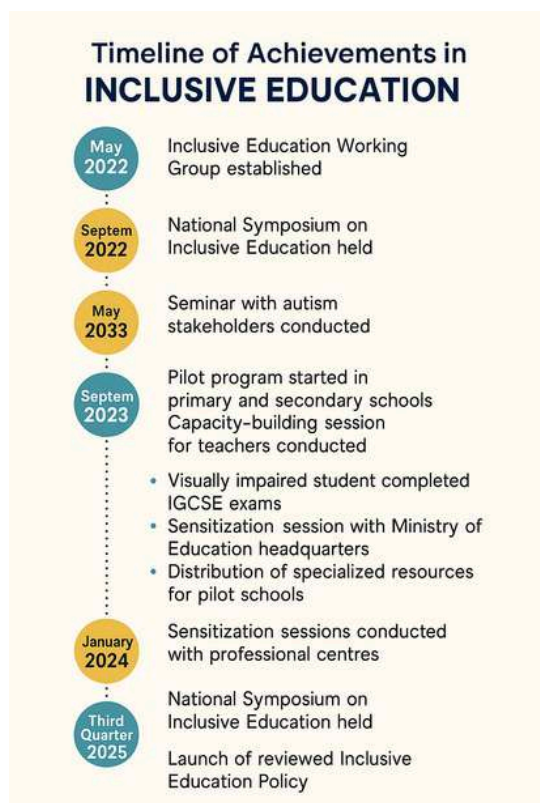 Timeline of Achievements in
INCLUSIVE EDUCATION
May
2022
Inclusive Education Working
Group established
Septem
2022
National Symposium on
Inclusive Education held
May
2033
Seminar with autism
stakeholders conducted
Septem
2023
Pilot program started in
primary and secondary schools
Capacity-building session
for teachers conducted
• Visually impaired student completed
IGCSE exams
• Sensitization session with Ministry of
Education headquarters
• Distribution of specialized resources
for pilot schools
January
2024
Sensitization sessions conducted
with professional centres
Third
Quarter
2025
National Symposium on
Inclusive Education held
Launch of reviewed Inclusive
Education Policy